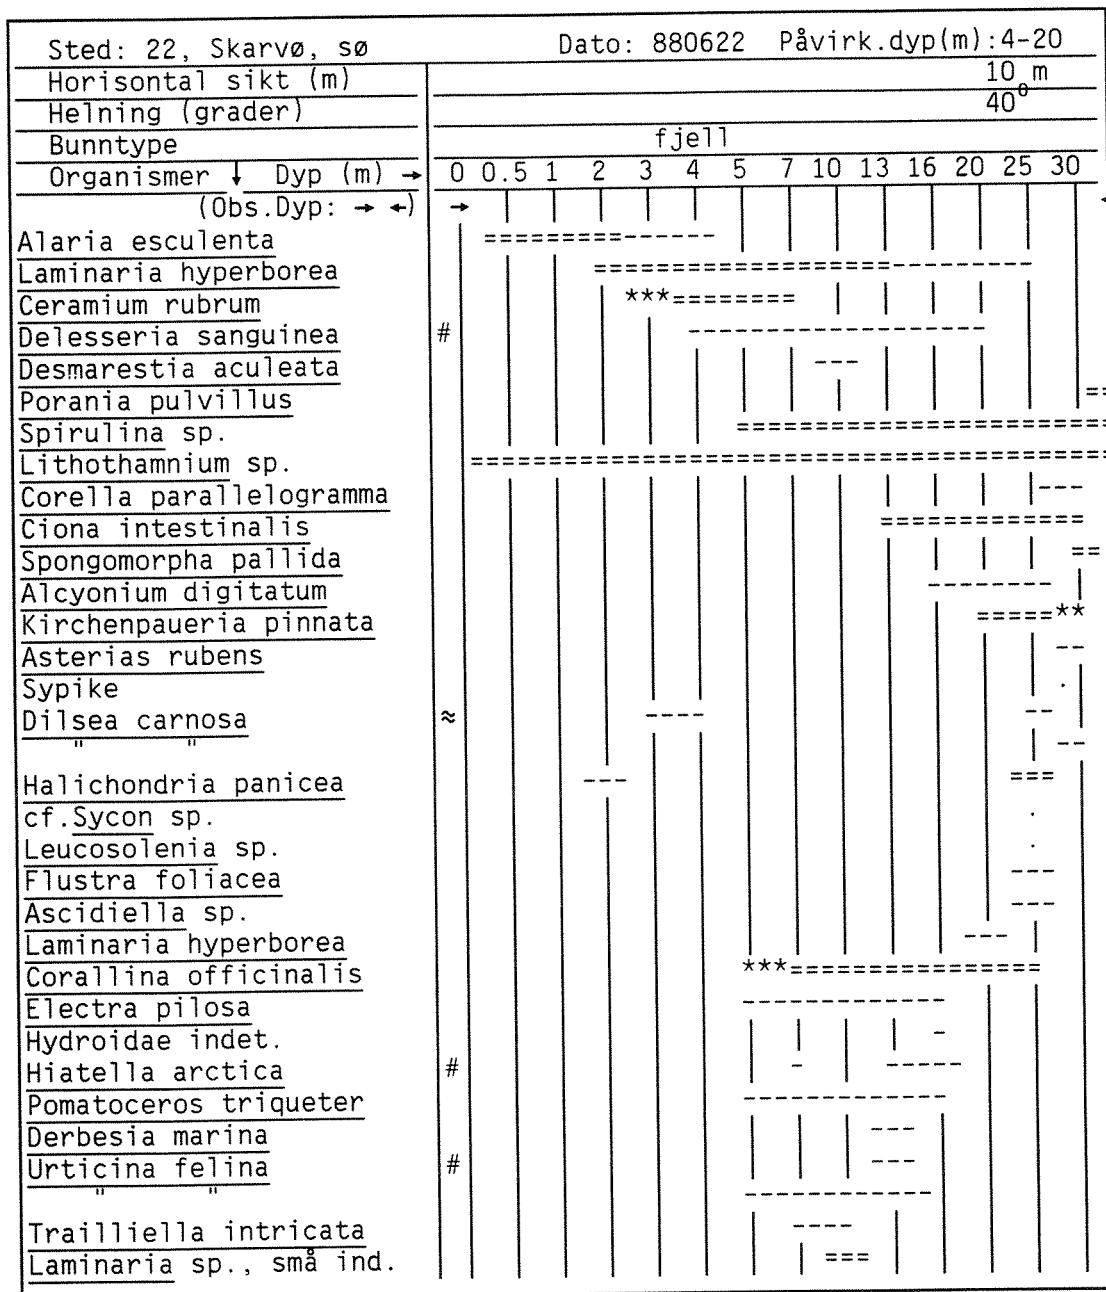 Sted: 22, Skarvø, sø Dato: 880622 Påvirk.dyp(m):4-20
Horisontal sikt (m) 10 m
Helning (grader) 40⁰
Bunntype fjell
Organismer ↓ Dyp (m) → 0 0.5 1 2 3 4 5 7 10 13 16 20 25 30
(Obs.Dyp: → ←) →
Alaria esculenta =========------
Laminaria hyperborea ===================---------
Ceramium rubrum ***========
Delesseria sanguinea # -------------------
Desmarestia aculeata ---
Porania pulvillus ==
Spirulina sp. ========================
Lithothamnium sp. =========================================
Corella parallelogramma ---
Ciona intestinalis =============
Spongomorpha pallida ==
Alcyonium digitatum --------
Kirchenpaueria pinnata =====**
Asterias rubens --
Sypike .
Dilsea carnosa ≈ ---- --
" " --
Halichondria panicea --- ===
cf.Sycon sp. .
Leucosolenia sp. .
Flustra foliacea ---
Ascidiella sp. ---
Laminaria hyperborea ---
Corallina officinalis ***================
Electra pilosa -------------
Hydroidae indet. -
Hiatella arctica # - -----
Pomatoceros triqueter -------------
Derbesia marina ---
Urticina felina # ---
" " ------------
Trailliella intricata ----
Laminaria sp., små ind. ===